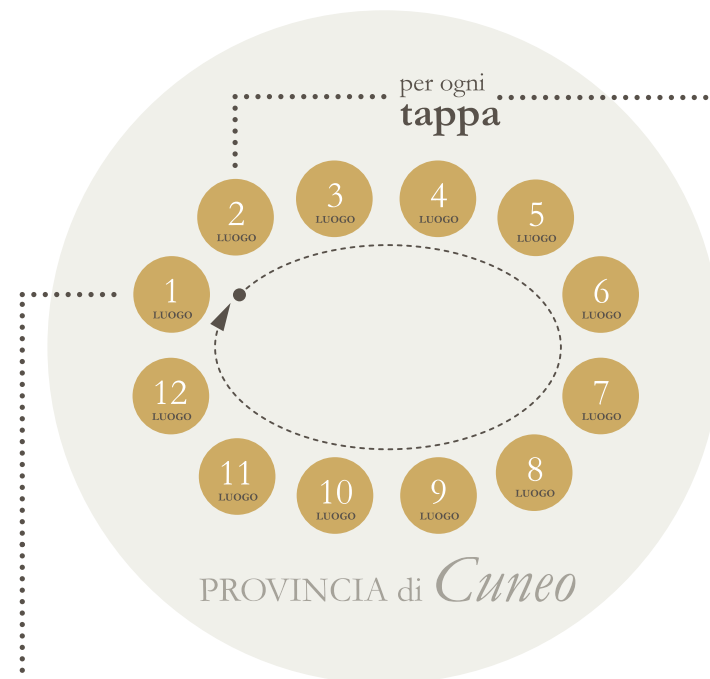 per ogni
tappa
1
LUOGO
2
LUOGO
3
LUOGO
4
LUOGO
5
LUOGO
6
LUOGO
7
LUOGO
8
LUOGO
9
LUOGO
10
LUOGO
11
LUOGO
12
LUOGO
PROVINCIA di Cuneo